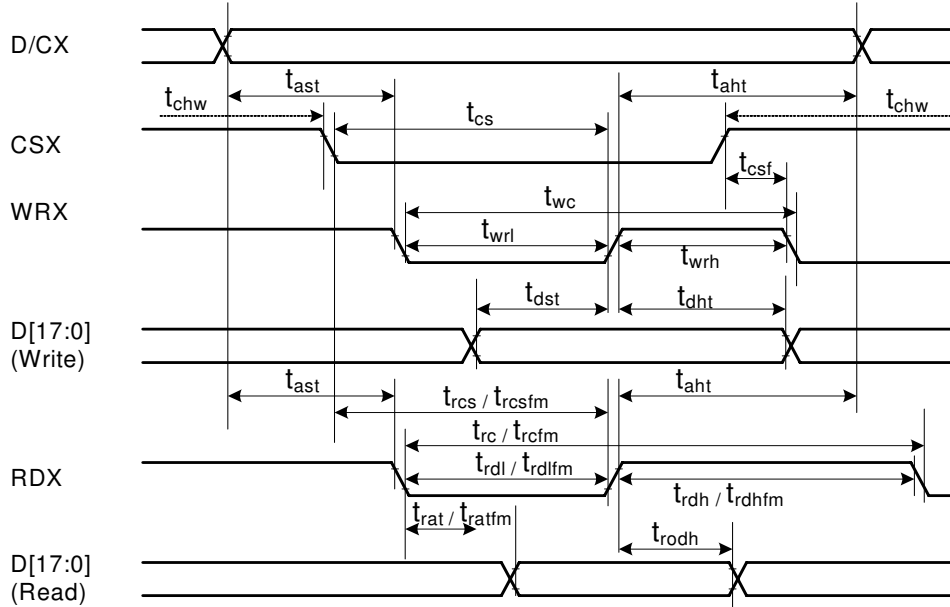 D/CX
t_ast t_aht
t_chw t_chw
t_cs
CSX
t_csf
WRX
t_wc
t_wrl t_wrh
t_dst t_dht
D[17:0]
(Write)
t_ast t_aht
t_rcs / t_rcsfm
t_rc / t_rcfm
RDX
t_rdl / t_rdlfm
t_rdh / t_rdhfm
t_rat / t_ratfm
t_rodh
D[17:0]
(Read)